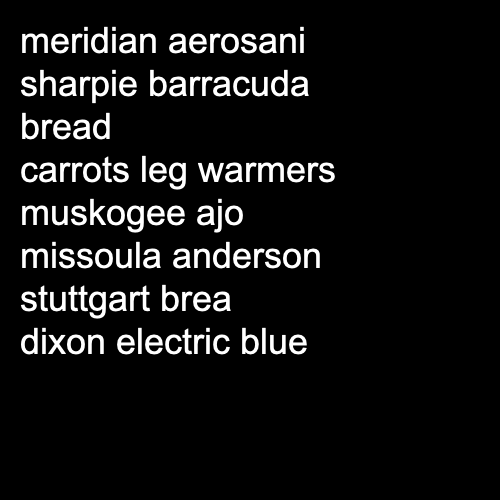 meridian aerosani
sharpie barracuda
bread
carrots leg warmers
muskogee ajo
missoula anderson
stuttgart brea
dixon electric blue